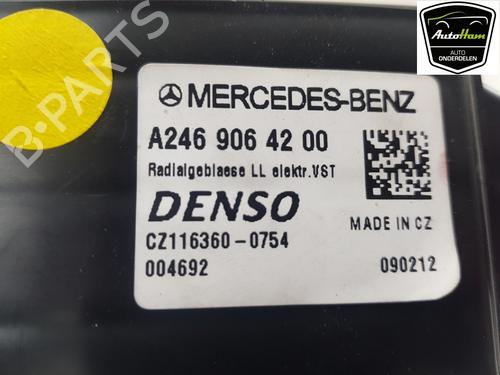 AutoHam
AUTO
ONDERDELEN
MERCEDES-BENZ
A246 906 42 00
Radialgeblaese LL elektr.VST
DENSO
MADE IN CZ
CZ116360-0754
004692
090212
B-PARTS